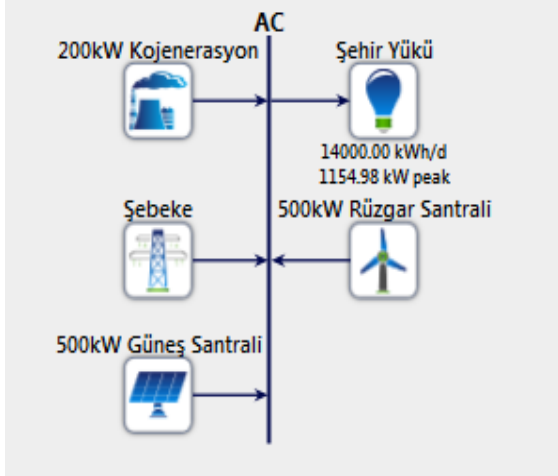 AC
200kW Kojenerasyon
Şehir Yükü
14000.00 kWh/d
1154.98 kW peak
Şebeke
500kW Rüzgar Santrali
500kW Güneş Santrali